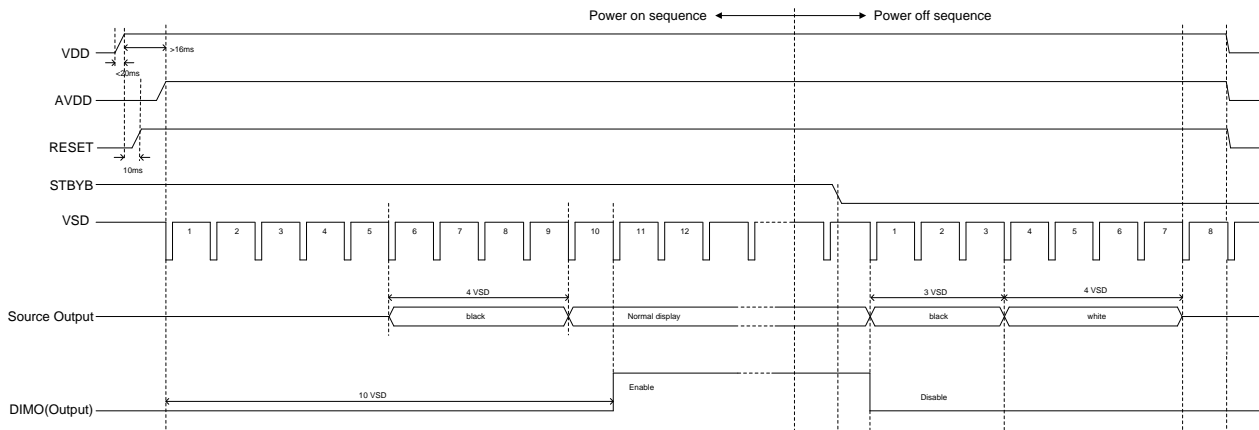 Power on sequence
Power off sequence
VDD
>16ms
<20ms
AVDD
RESET
10ms
STBYB
VSD
1 2 3 4 5 6 7 8 9 10 11 12 1 2 3 4 5 6 7 8
4 VSD
3 VSD
4 VSD
Source Output
black
Normal display
black
white
Enable
10 VSD
Disable
DIMO(Output)